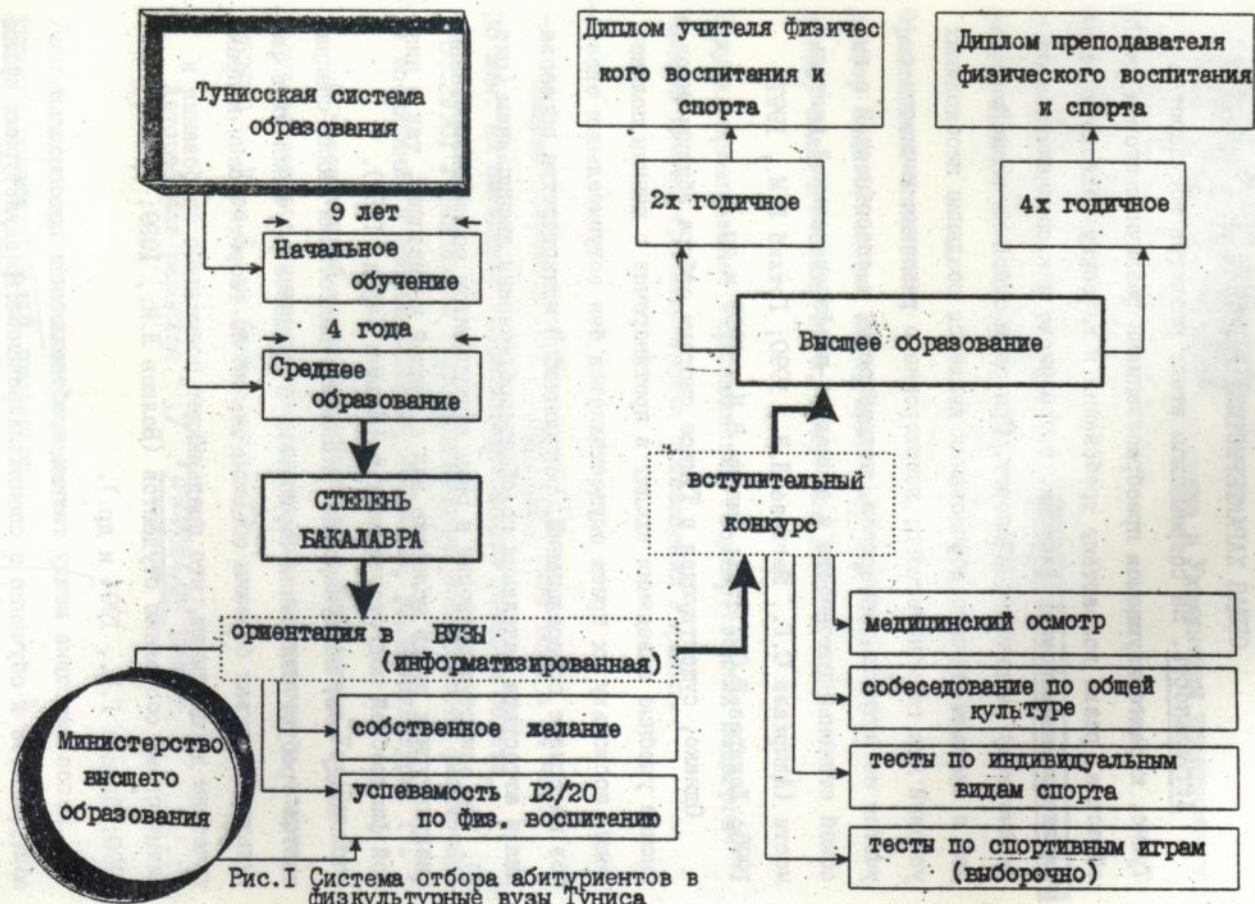 Тунисская система
образования
9 лет
Начальное
обучение
4 года
Среднее
образование
СТЕПЕНЬ
БАКАЛАВРА
ориентация в ВУЗЫ
(информатизированная)
Министерство
высшего
образования
собственное желание
успеваемость I2/20
по физ. воспитанию
Диплом учителя физичес
кого воспитания и
спорта
Диплом преподавателя
физического воспитания
и спорта
2х годичное
4х годичное
Высщее образование
вступительный
конкурс
медицинский осмотр
собеседование по общей
культуре
тесты по индивидуальным
видам спорта
тесты по спортивным играм
(выборочно)
Рис.I Система отбора абитуриентов в
физкультурные вузы Туниса